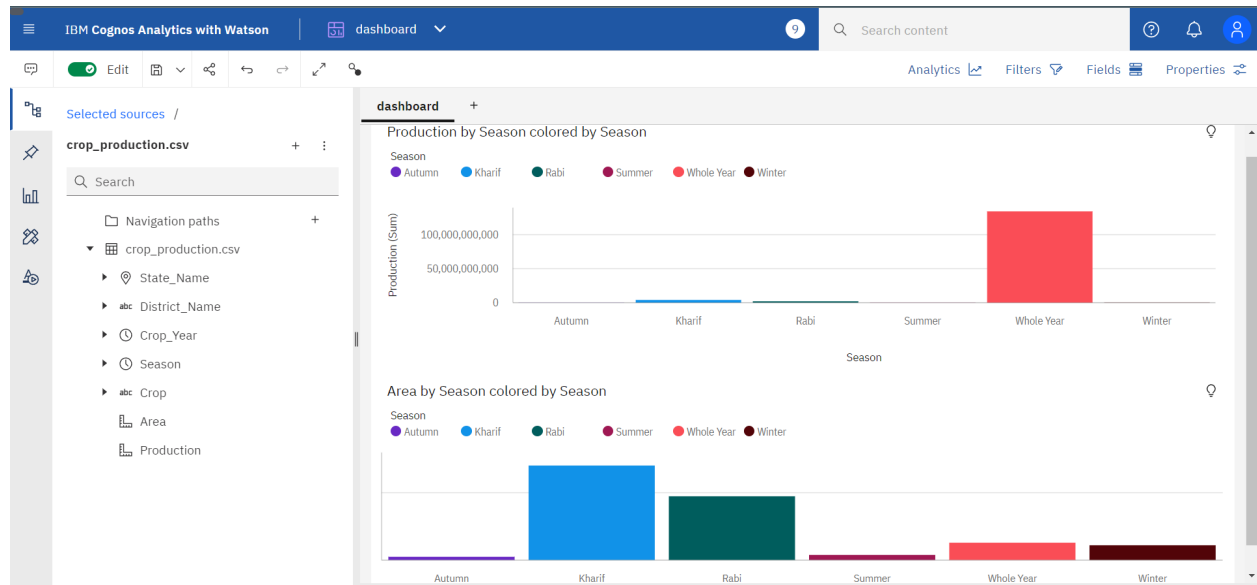 IBM Cognos Analytics with Watson
dashboard
9
Search content
Edit
Analytics
Filters
Fields
Properties
Selected sources /
crop_production.csv
Search
Navigation paths
crop_production.csv
State_Name
abc District_Name
Crop_Year
Season
abc Crop
Area
Production
dashboard
Production by Season colored by Season
Season
Autumn Kharif Rabi Summer Whole Year Winter
Production (Sum)
100,000,000,000
50,000,000,000
0
Autumn Kharif Rabi Summer Whole Year Winter
Season
Area by Season colored by Season
Season
Autumn Kharif Rabi Summer Whole Year Winter
Autumn Kharif Rabi Summer Whole Year Winter